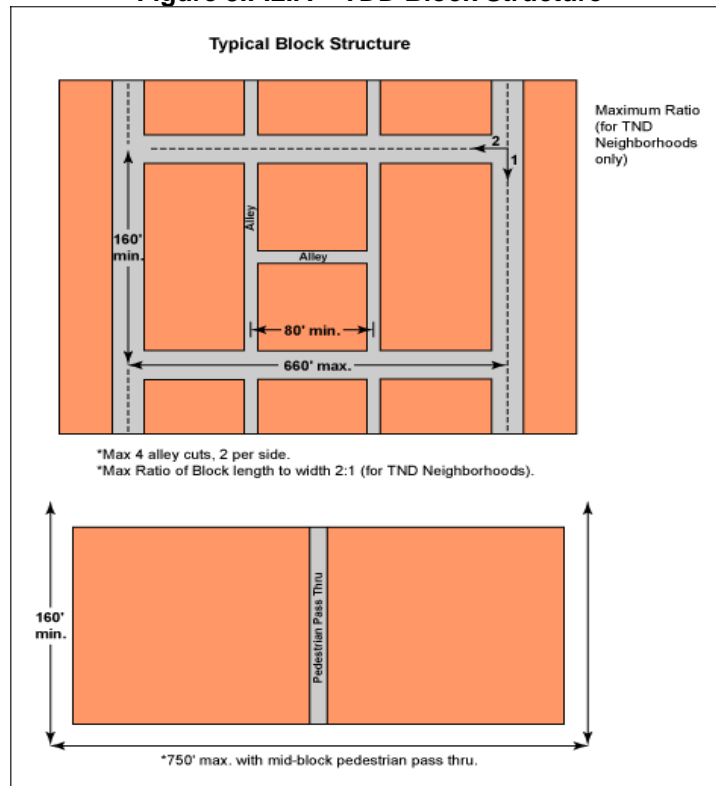 Typical Block Structure
Maximum Ratio
(for TND
Neighborhoods
only)
2
1
Alley
160'
min.
Alley
80' min.
660' max.
*Max 4 alley cuts, 2 per side.
*Max Ratio of Block length to width 2:1 (for TND Neighborhoods).
Pedestrian Pass Thru
160'
min.
*750' max. with mid-block pedestrian pass thru.